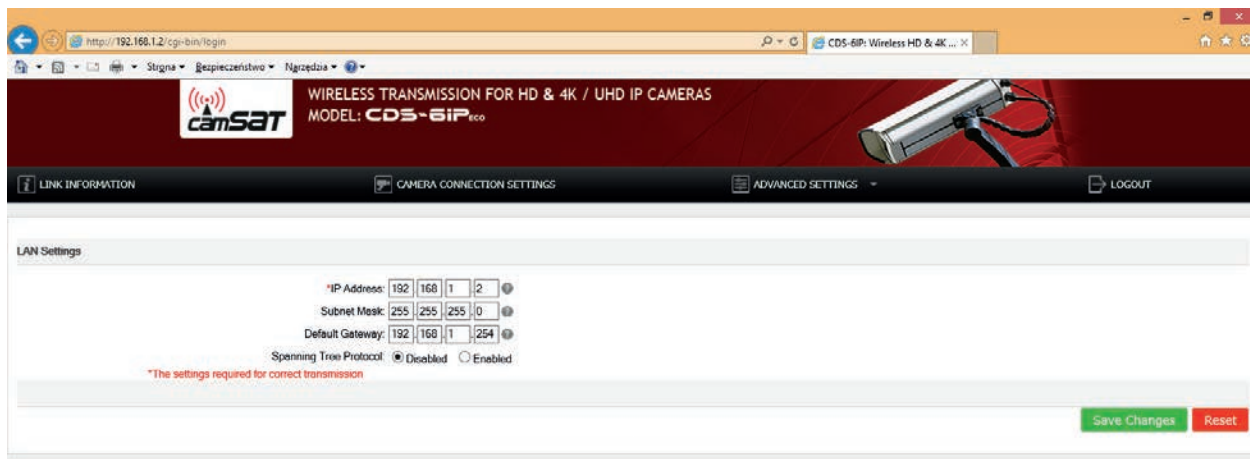 http://192.168.1.2/cgi-bin/login
CDS-6IP: Wireless HD & 4K ...
Strona Bezpieczeństwo Narzędzia
camSAT
WIRELESS TRANSMISSION FOR HD & 4K / UHD IP CAMERAS
MODEL: CDS-6IP eco
LINK INFORMATION CAMERA CONNECTION SETTINGS ADVANCED SETTINGS LOGOUT
LAN Settings
*IP Address: 192 .168 .1 .2
Subnet Mask: 255 .255 .255 .0
Default Gateway: 192 .168 .1 .254
Spanning Tree Protocol: Disabled Enabled
*The settings required for correct transmission
Save Changes Reset